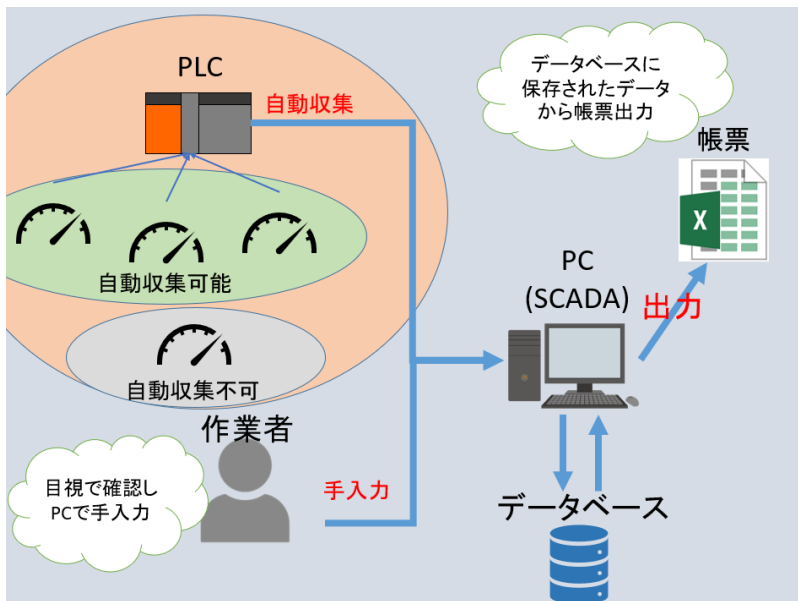 PLC
自動収集
データベースに
保存されたデータ
から帳票出力
帳票
X
自動収集可能
PC
(SCADA)
出力
自動収集不可
作業者
目視で確認し
PCで手入力
手入力
データベース